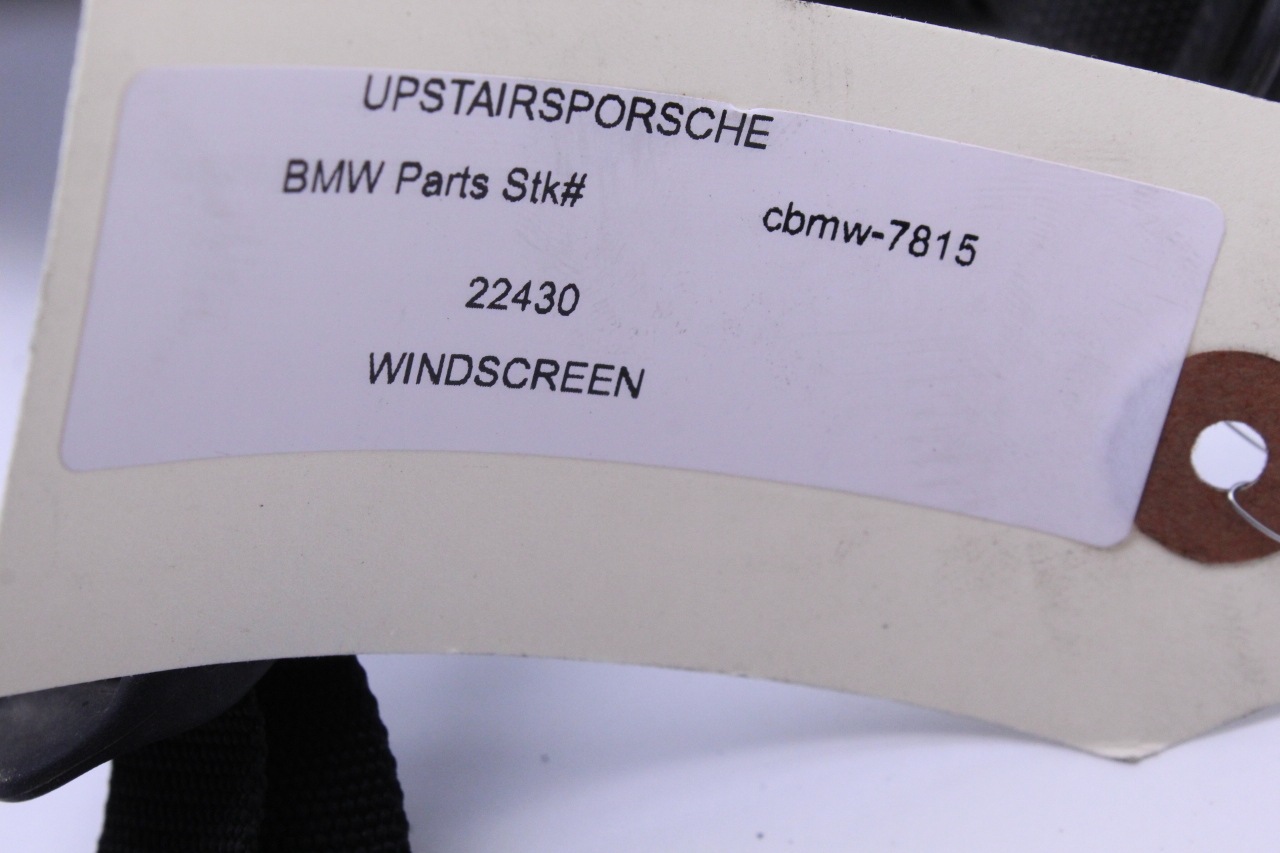 UPSTAIRSPORSCHE
BMW Parts Stk# cbmw-7815
22430
WINDSCREEN